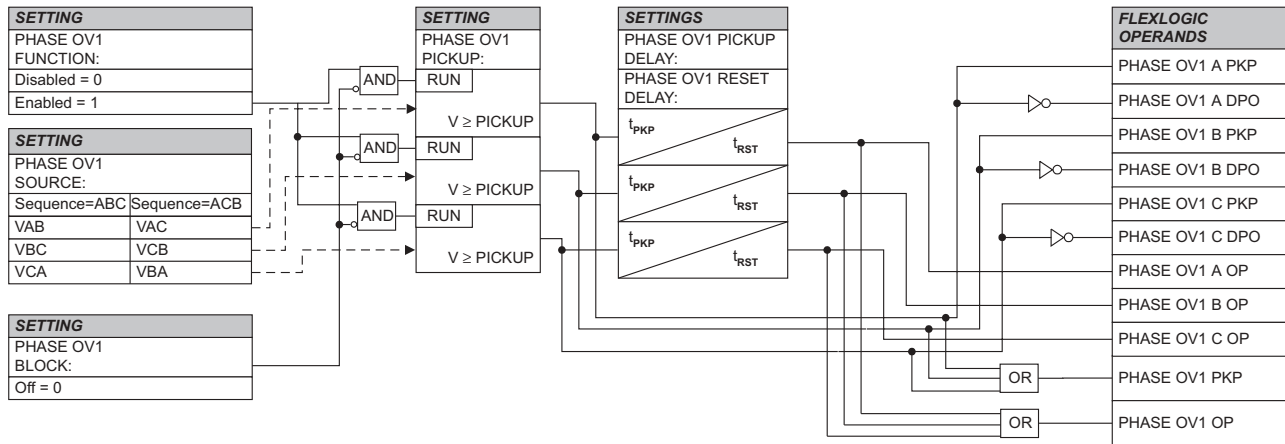 SETTING
PHASE OV1
FUNCTION:
Disabled = 0
Enabled = 1
SETTING
PHASE OV1
SOURCE:
Sequence=ABC Sequence=ACB
VAB VAC
VBC VCB
VCA VBA
SETTING
PHASE OV1
BLOCK:
Off = 0
AND
AND
AND
SETTING
PHASE OV1
PICKUP:
RUN
V ≥ PICKUP
RUN
V ≥ PICKUP
RUN
V ≥ PICKUP
SETTINGS
PHASE OV1 PICKUP
DELAY:
PHASE OV1 RESET
DELAY:
tPKP
tRST
tPKP
tRST
tPKP
tRST
OR
OR
FLEXLOGIC
OPERANDS
PHASE OV1 A PKP
PHASE OV1 A DPO
PHASE OV1 B PKP
PHASE OV1 B DPO
PHASE OV1 C PKP
PHASE OV1 C DPO
PHASE OV1 A OP
PHASE OV1 B OP
PHASE OV1 C OP
PHASE OV1 PKP
PHASE OV1 OP